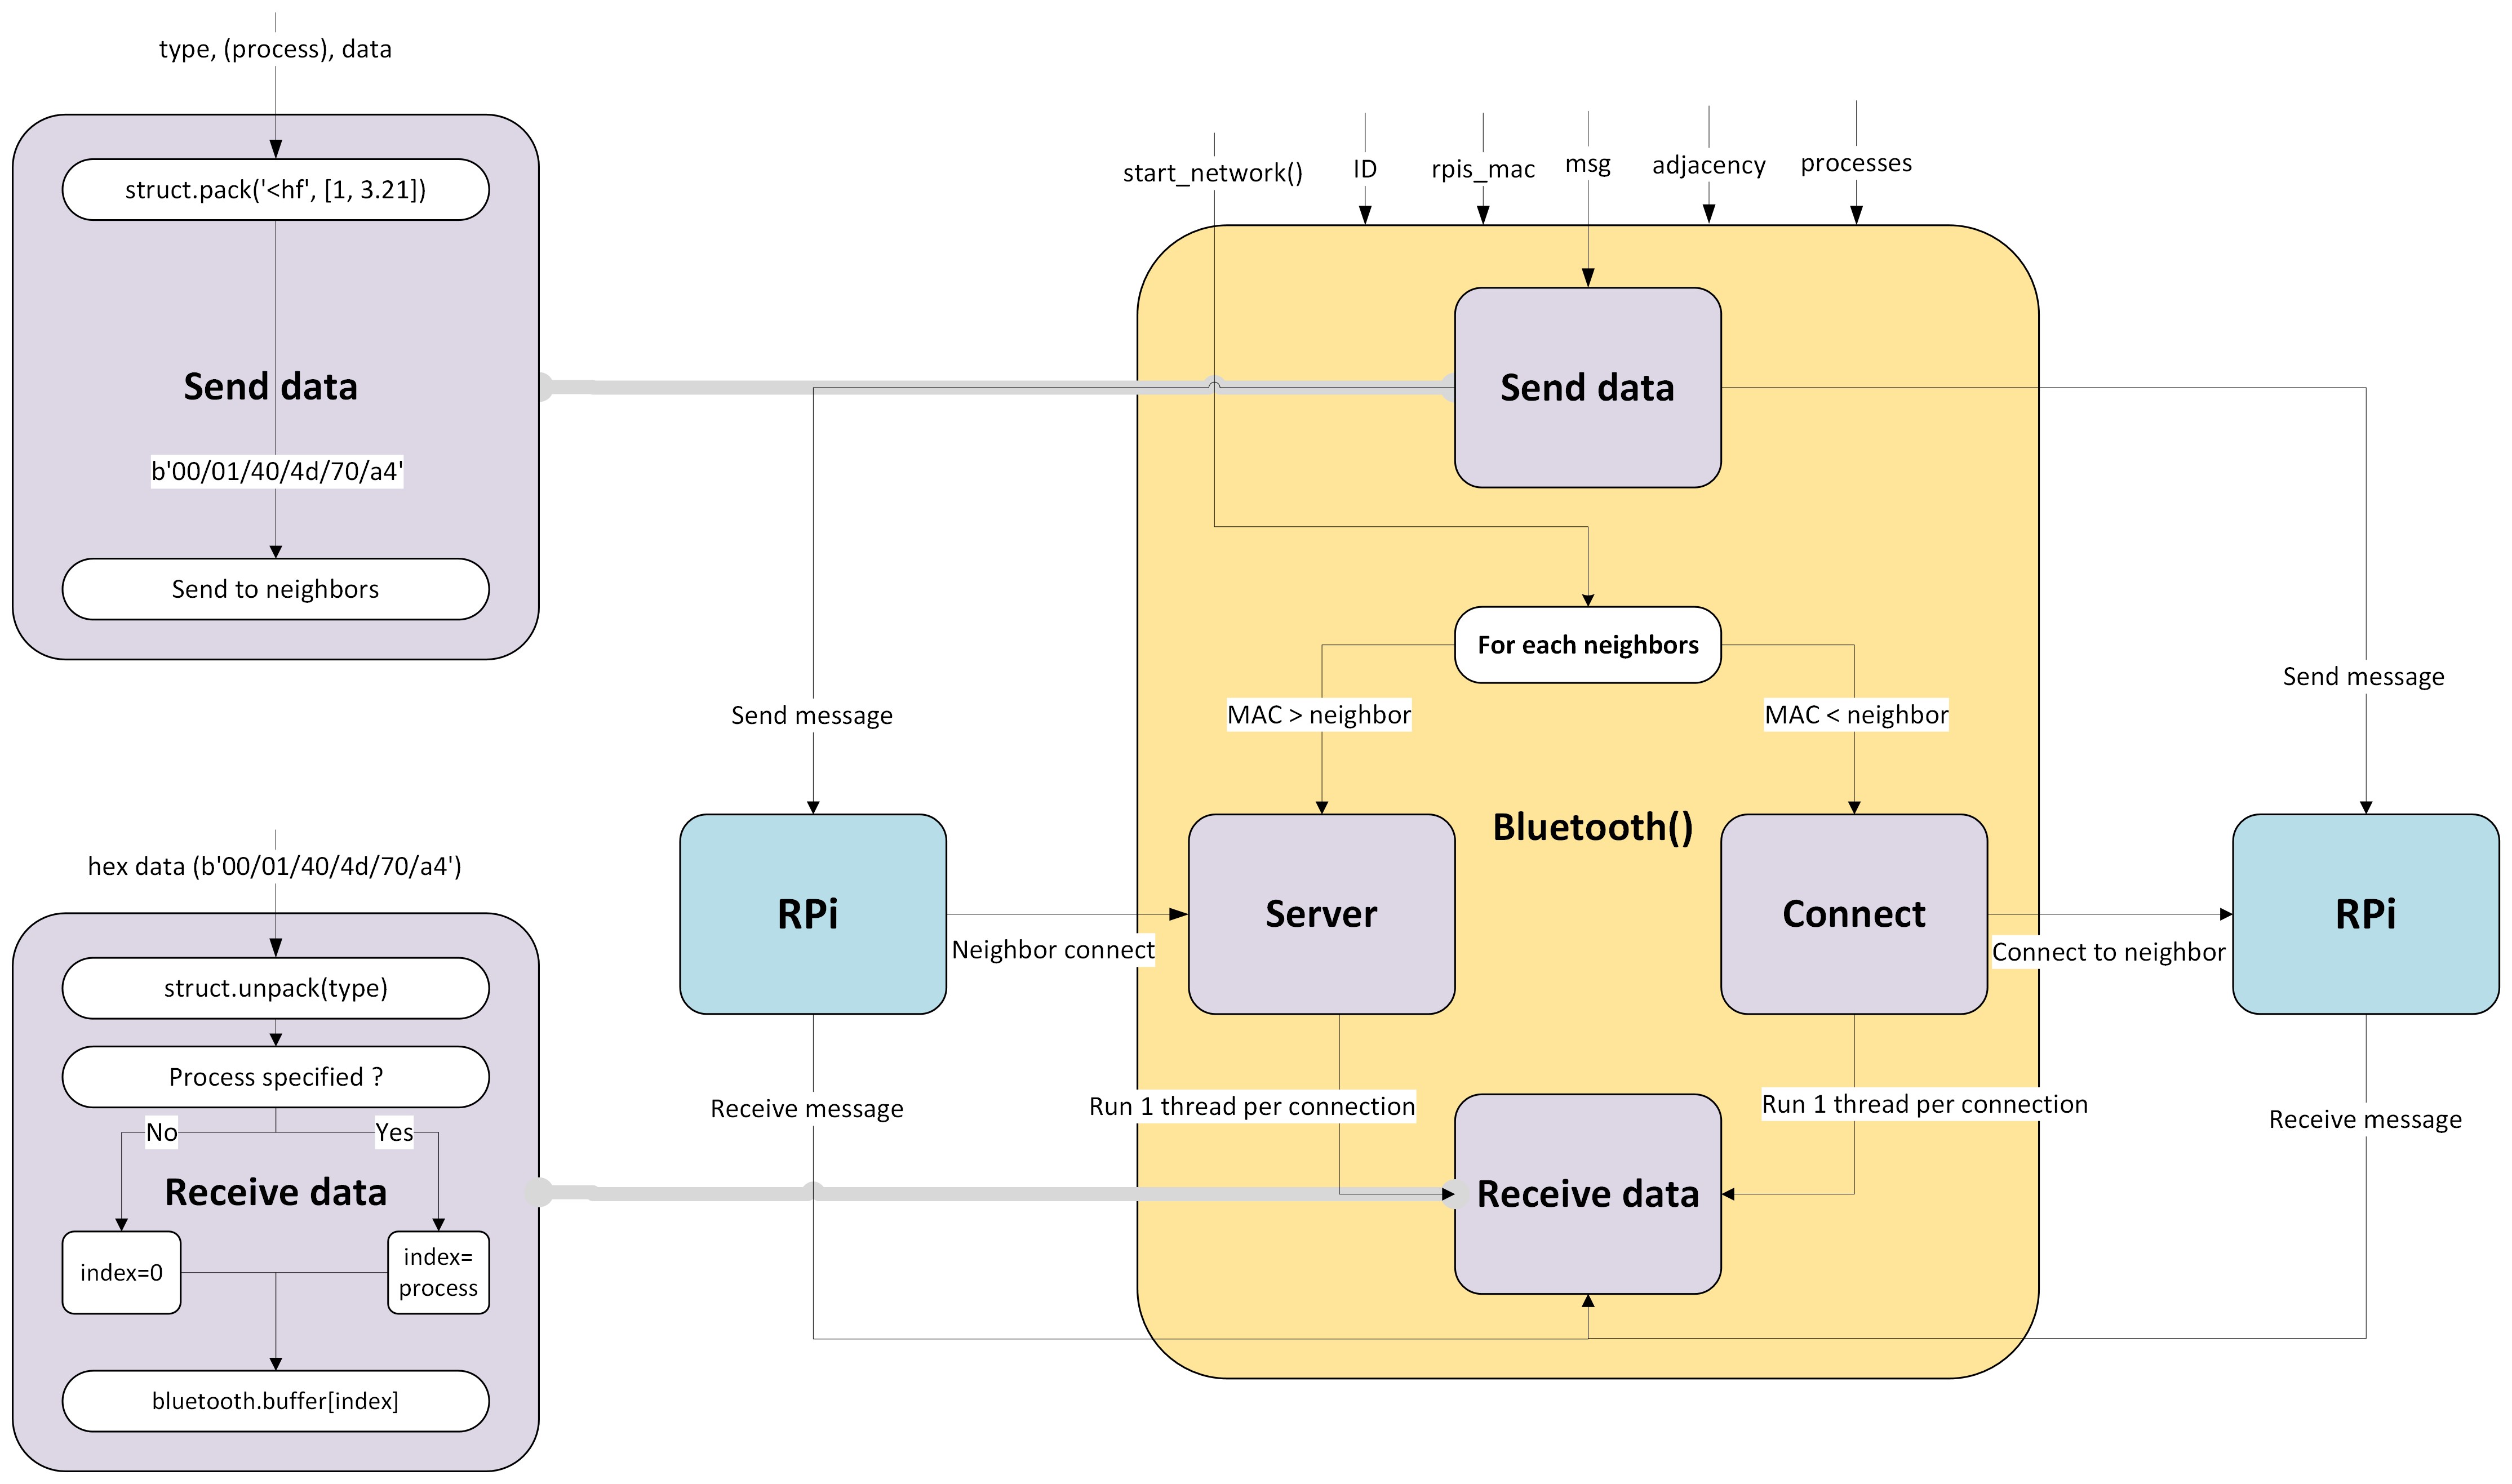 type, (process), data
struct.pack('<hf', [1, 3.21])
Send data
b'00/01/40/4d/70/a4'
Send to neighbors
hex data (b'00/01/40/4d/70/a4')
struct.unpack(type)
Process specified ?
No
Yes
Receive data
index=0
index=
process
bluetooth.buffer[index]
start_network()
ID
rpis_mac
msg
adjacency
processes
Send data
For each neighbors
MAC > neighbor
MAC < neighbor
Send message
Send message
Bluetooth()
RPi
Neighbor connect
Server
Connect
Connect to neighbor
RPi
Receive message
Run 1 thread per connection
Run 1 thread per connection
Receive message
Receive data